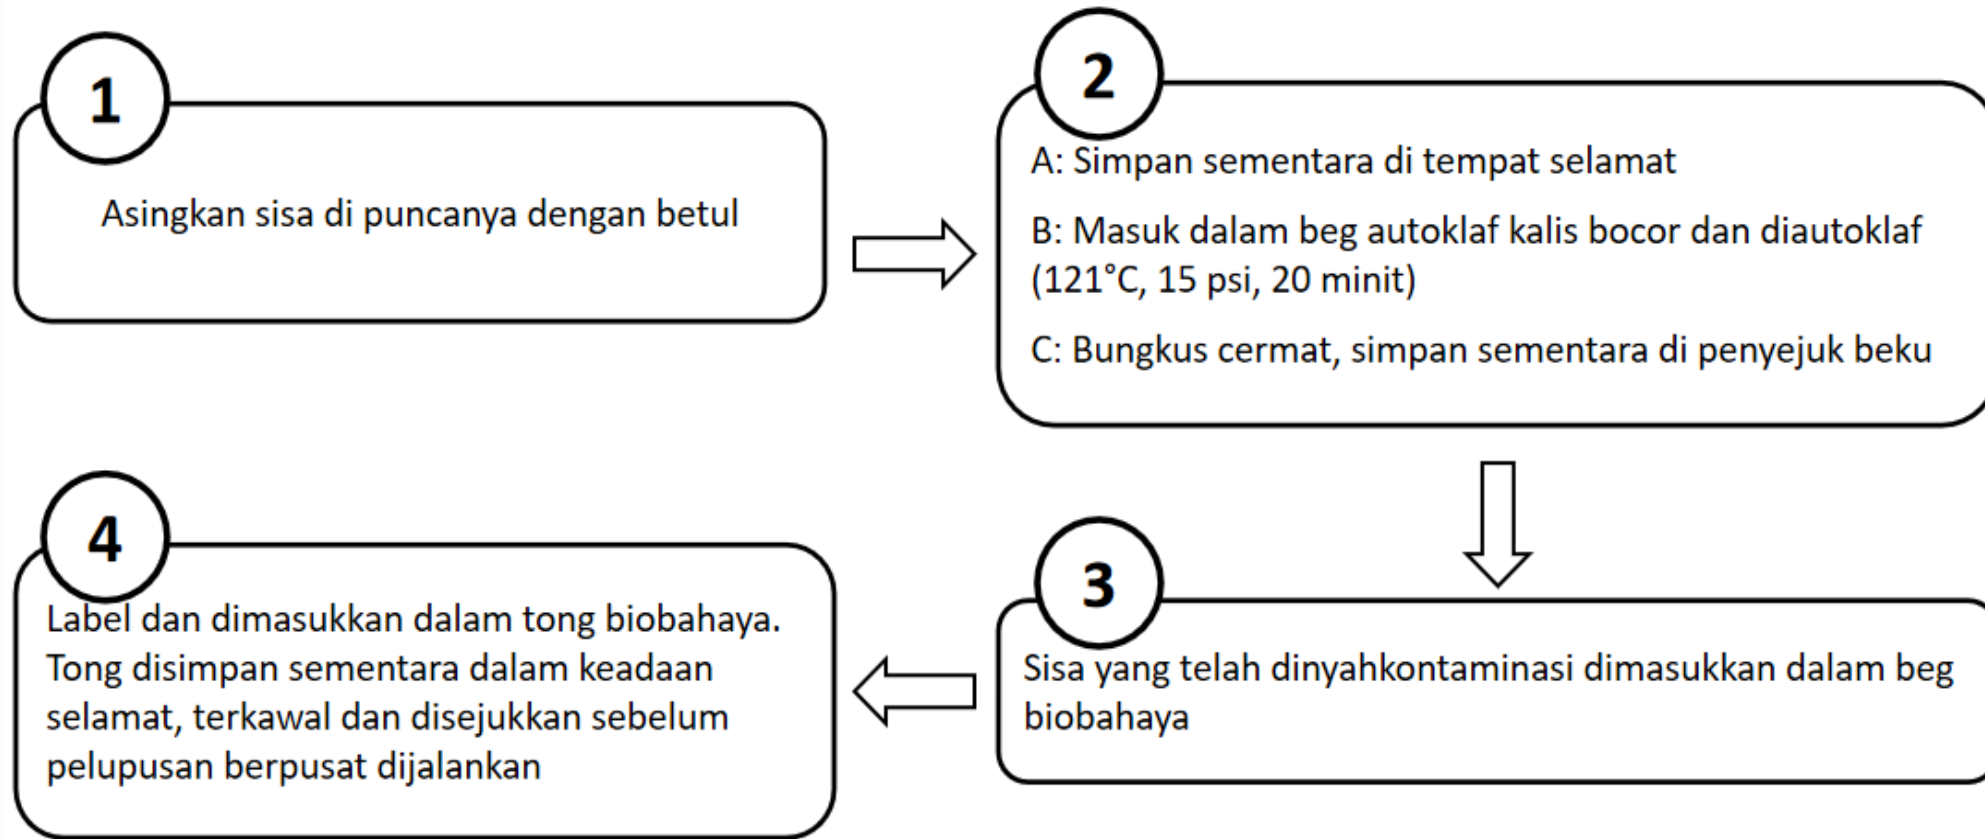 1
Asingkan sisa di puncanya dengan betul
2
A: Simpan sementara di tempat selamat
B: Masuk dalam beg autoklaf kalis bocor dan diautoklaf
(121°C, 15 psi, 20 minit)
C: Bungkus cermat, simpan sementara di penyejuk beku
3
Sisa yang telah dinyahkontaminasi dimasukkan dalam beg
biobahaya
4
Label dan dimasukkan dalam tong biobahaya.
Tong disimpan sementara dalam keadaan
selamat, terkawal dan disejukkan sebelum
pelupusan berpusat dijalankan